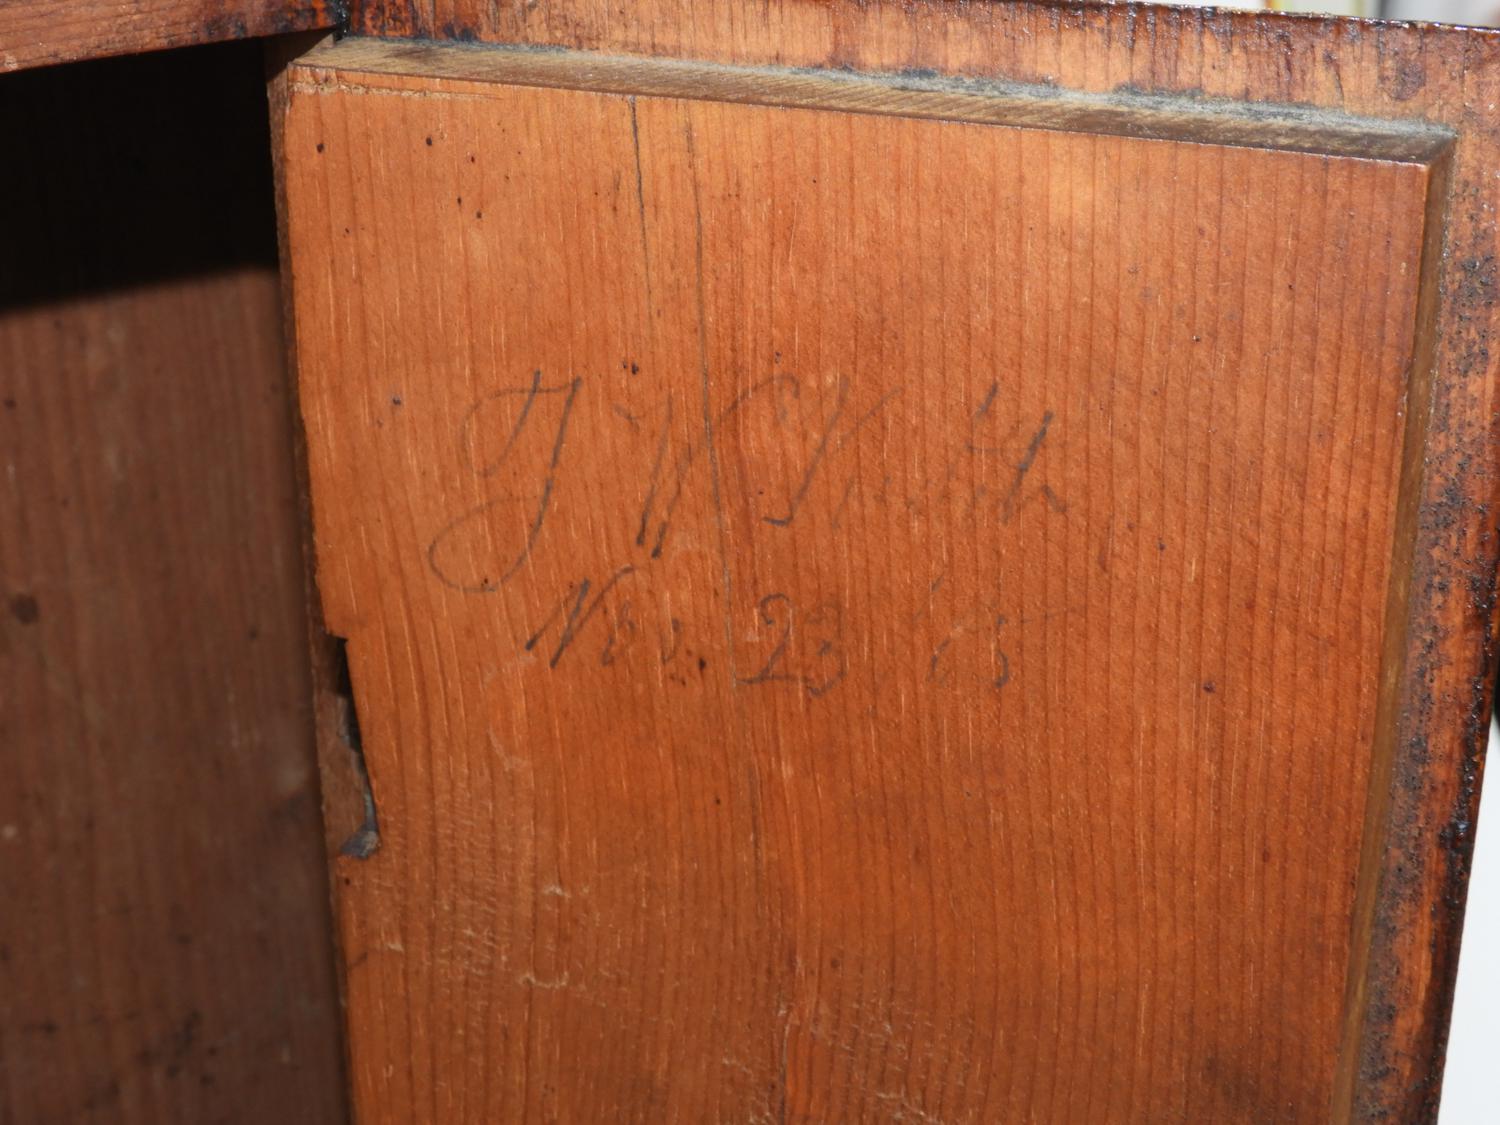 J W Smith
Nov. 23, '65